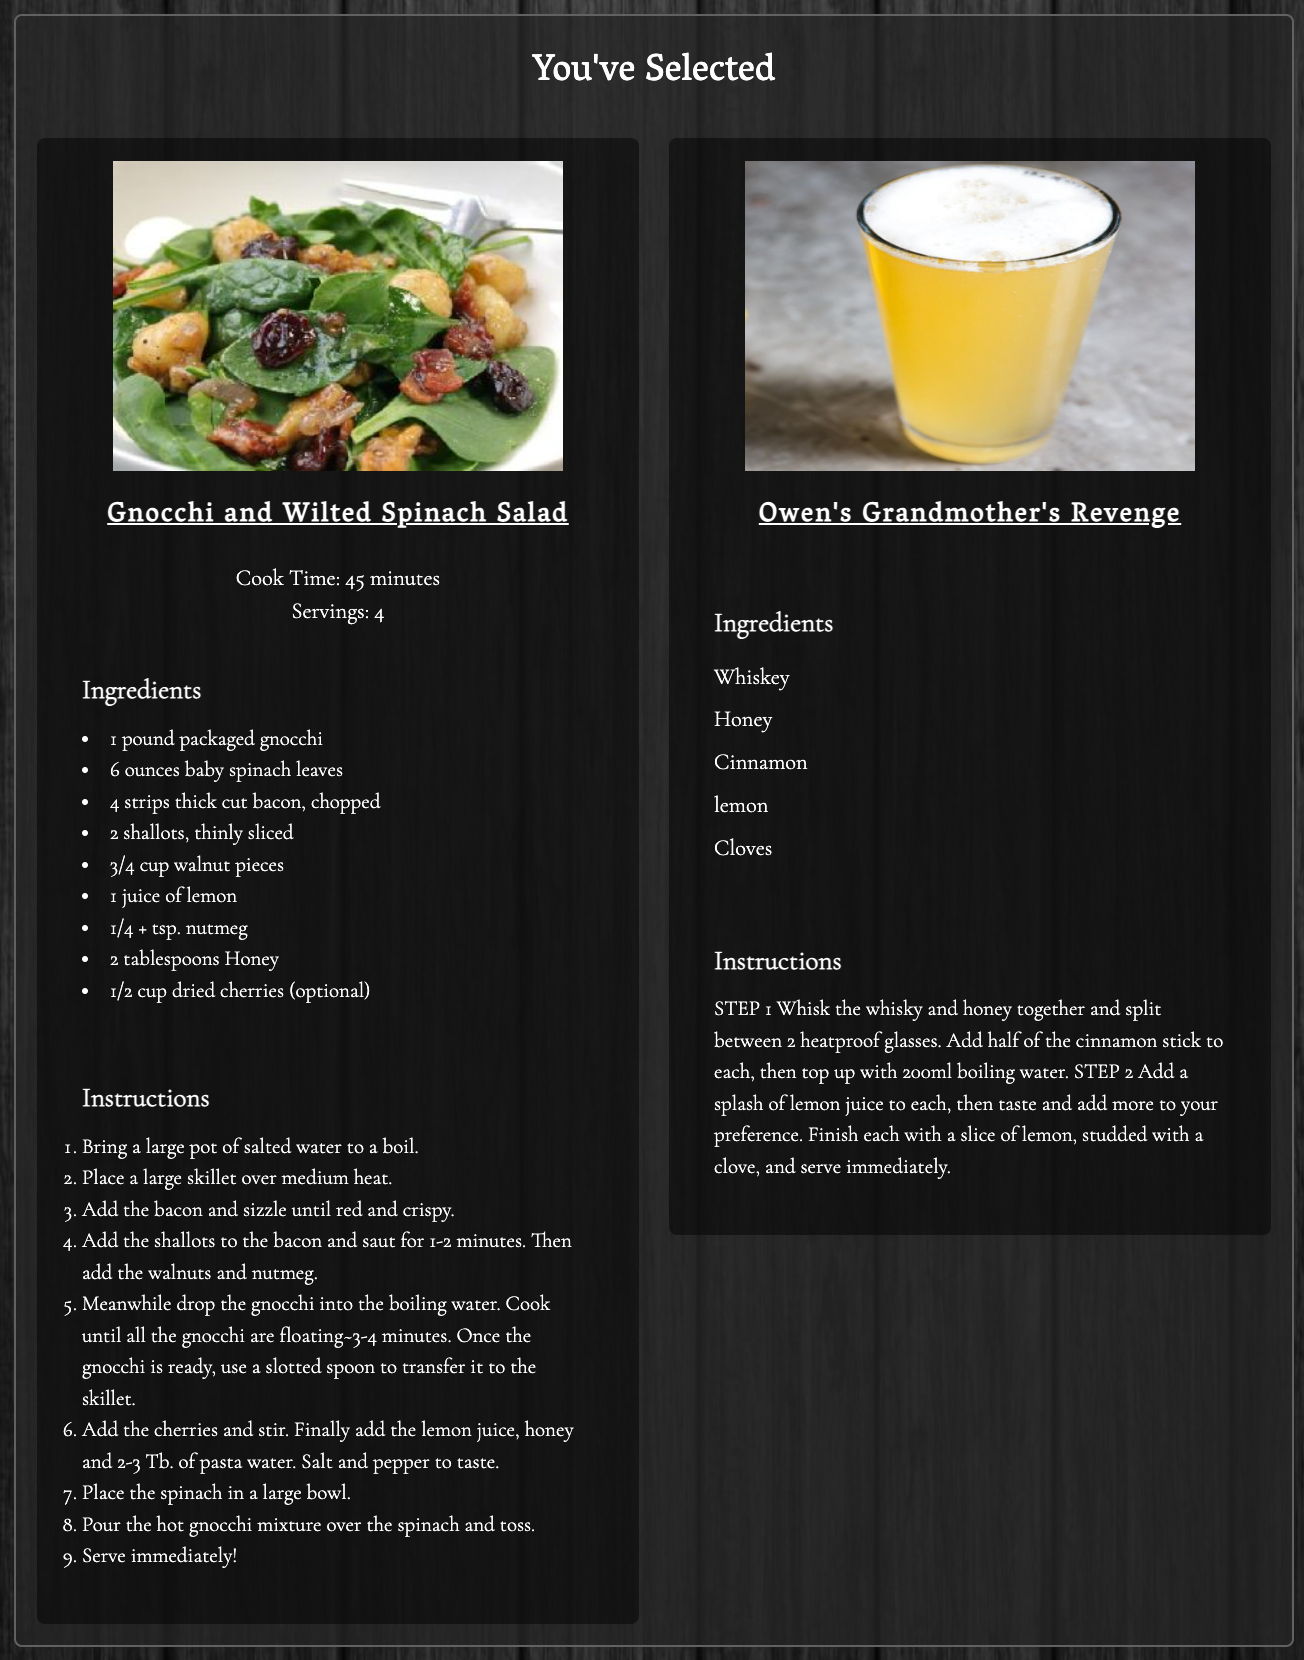 You've Selected
Gnocchi and Wilted Spinach Salad
Cook Time: 45 minutes
Servings: 4
Ingredients
• 1 pound packaged gnocchi
• 6 ounces baby spinach leaves
• 4 strips thick cut bacon, chopped
• 2 shallots, thinly sliced
• 3/4 cup walnut pieces
• 1 juice of lemon
• 1/4 + tsp. nutmeg
• 2 tablespoons Honey
• 1/2 cup dried cherries (optional)
Instructions
1. Bring a large pot of salted water to a boil.
2. Place a large skillet over medium heat.
3. Add the bacon and sizzle until red and crispy.
4. Add the shallots to the bacon and saut for 1-2 minutes. Then
add the walnuts and nutmeg.
5. Meanwhile drop the gnocchi into the boiling water. Cook
until all the gnocchi are floating~3-4 minutes. Once the
gnocchi is ready, use a slotted spoon to transfer it to the
skillet.
6. Add the cherries and stir. Finally add the lemon juice, honey
and 2-3 Tb. of pasta water. Salt and pepper to taste.
7. Place the spinach in a large bowl.
8. Pour the hot gnocchi mixture over the spinach and toss.
9. Serve immediately!
Owen's Grandmother's Revenge
Ingredients
Whiskey
Honey
Cinnamon
lemon
Cloves
Instructions
STEP 1 Whisk the whisky and honey together and split
between 2 heatproof glasses. Add half of the cinnamon stick to
each, then top up with 200ml boiling water. STEP 2 Add a
splash of lemon juice to each, then taste and add more to your
preference. Finish each with a slice of lemon, studded with a
clove, and serve immediately.